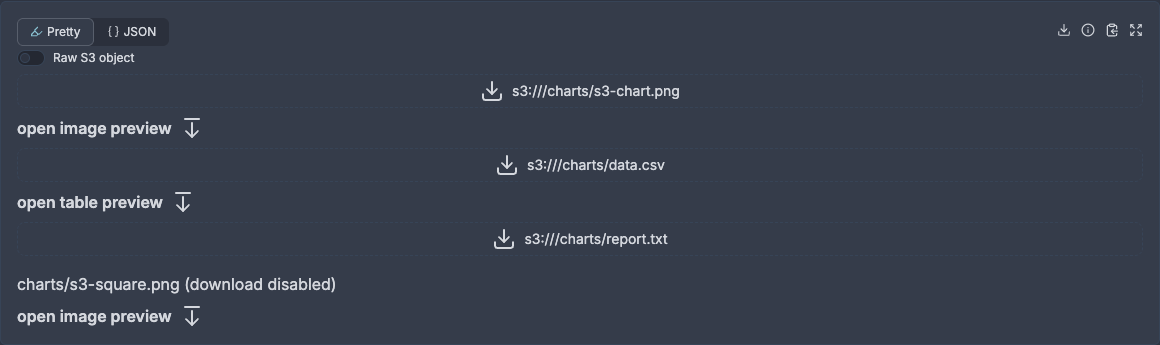 Pretty
{ } JSON
Raw S3 object
s3:///charts/s3-chart.png
open image preview
s3:///charts/data.csv
open table preview
s3:///charts/report.txt
charts/s3-square.png (download disabled)
open image preview